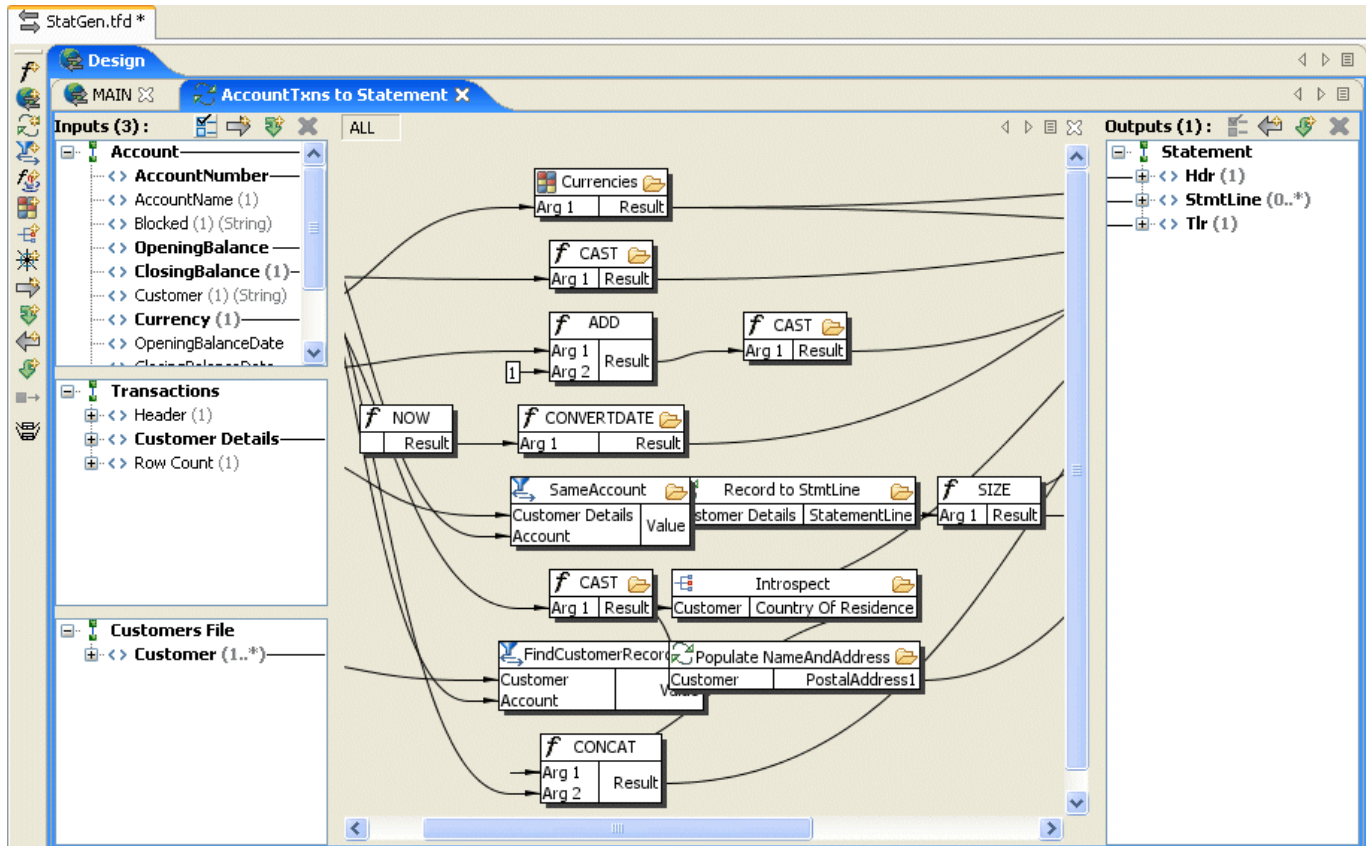 StatGen.tfd *
Design
MAIN
AccountTxns to Statement
Inputs (3) :
ALL
Outputs (1) :
Account
AccountNumber
AccountName (1)
Blocked (1) (String)
OpeningBalance
ClosingBalance (1)
Customer (1) (String)
Currency (1)
OpeningBalanceDate
ClosingBalanceDate
Transactions
Header (1)
Customer Details
Row Count (1)
Customers File
Customer (1..*)
Currencies
Arg 1 Result
f CAST
Arg 1 Result
f ADD
Arg 1
Arg 2
Result
1
f CAST
Arg 1 Result
f NOW
Result
f CONVERTDATE
Arg 1 Result
SameAccount
Customer Details
Account
Value
Record to StmtLine
stomer Details StatementLine
f SIZE
Arg 1 Result
f CAST
Arg 1 Result
Introspect
Customer Country Of Residence
FindCustomerRecord
Customer
Account
Value
Populate NameAndAddress
Customer PostalAddress1
f CONCAT
Arg 1
Arg 2
Result
Statement
Hdr (1)
StmtLine (0..*)
Tlr (1)